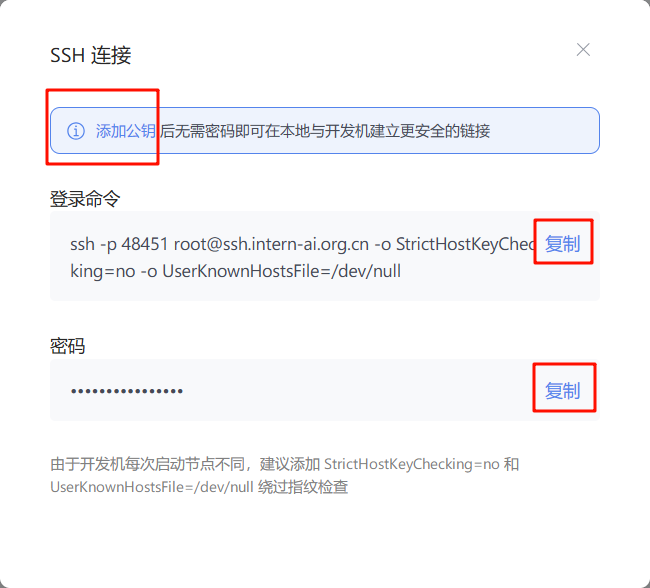 SSH 连接
添加公钥后无需密码即可在本地与开发机建立更安全的链接
登录命令
ssh -p 48451 root@ssh.intern-ai.org.cn -o StrictHostKeyChec
king=no -o UserKnownHostsFile=/dev/null
复制
密码
••••••••••••••••
复制
由于开发机每次启动节点不同，建议添加 StrictHostKeyChecking=no 和
UserKnownHostsFile=/dev/null 绕过指纹检查